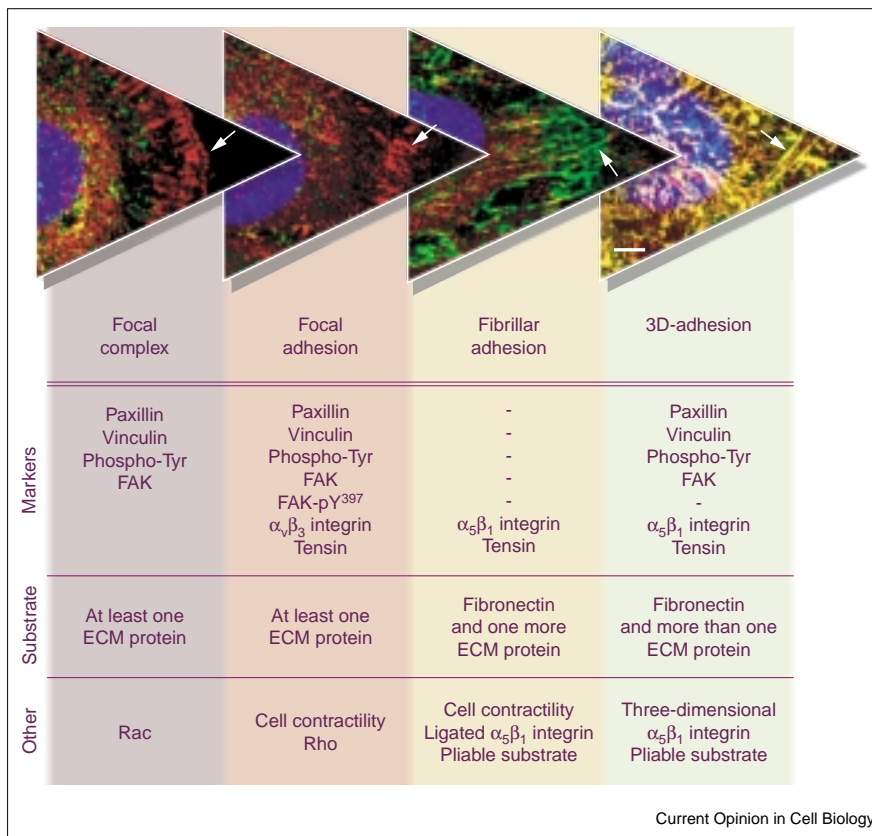 Focal
complex
Focal
adhesion
Fibrillar
adhesion
3D-adhesion
Markers
Paxillin
Vinculin
Phospho-Tyr
FAK
Paxillin
Vinculin
Phospho-Tyr
FAK
FAK-pY³⁹⁷
αᵥβ₃ integrin
Tensin
-
-
-
-
-
α₅β₁ integrin
Tensin
Paxillin
Vinculin
Phospho-Tyr
FAK
-
α₅β₁ integrin
Tensin
Substrate
At least one
ECM protein
At least one
ECM protein
Fibronectin
and one more
ECM protein
Fibronectin
and more than one
ECM protein
Other
Rac
Cell contractility
Rho
Cell contractility
Ligated α₅β₁ integrin
Pliable substrate
Three-dimensional
α₅β₁ integrin
Pliable substrate
Current Opinion in Cell Biology